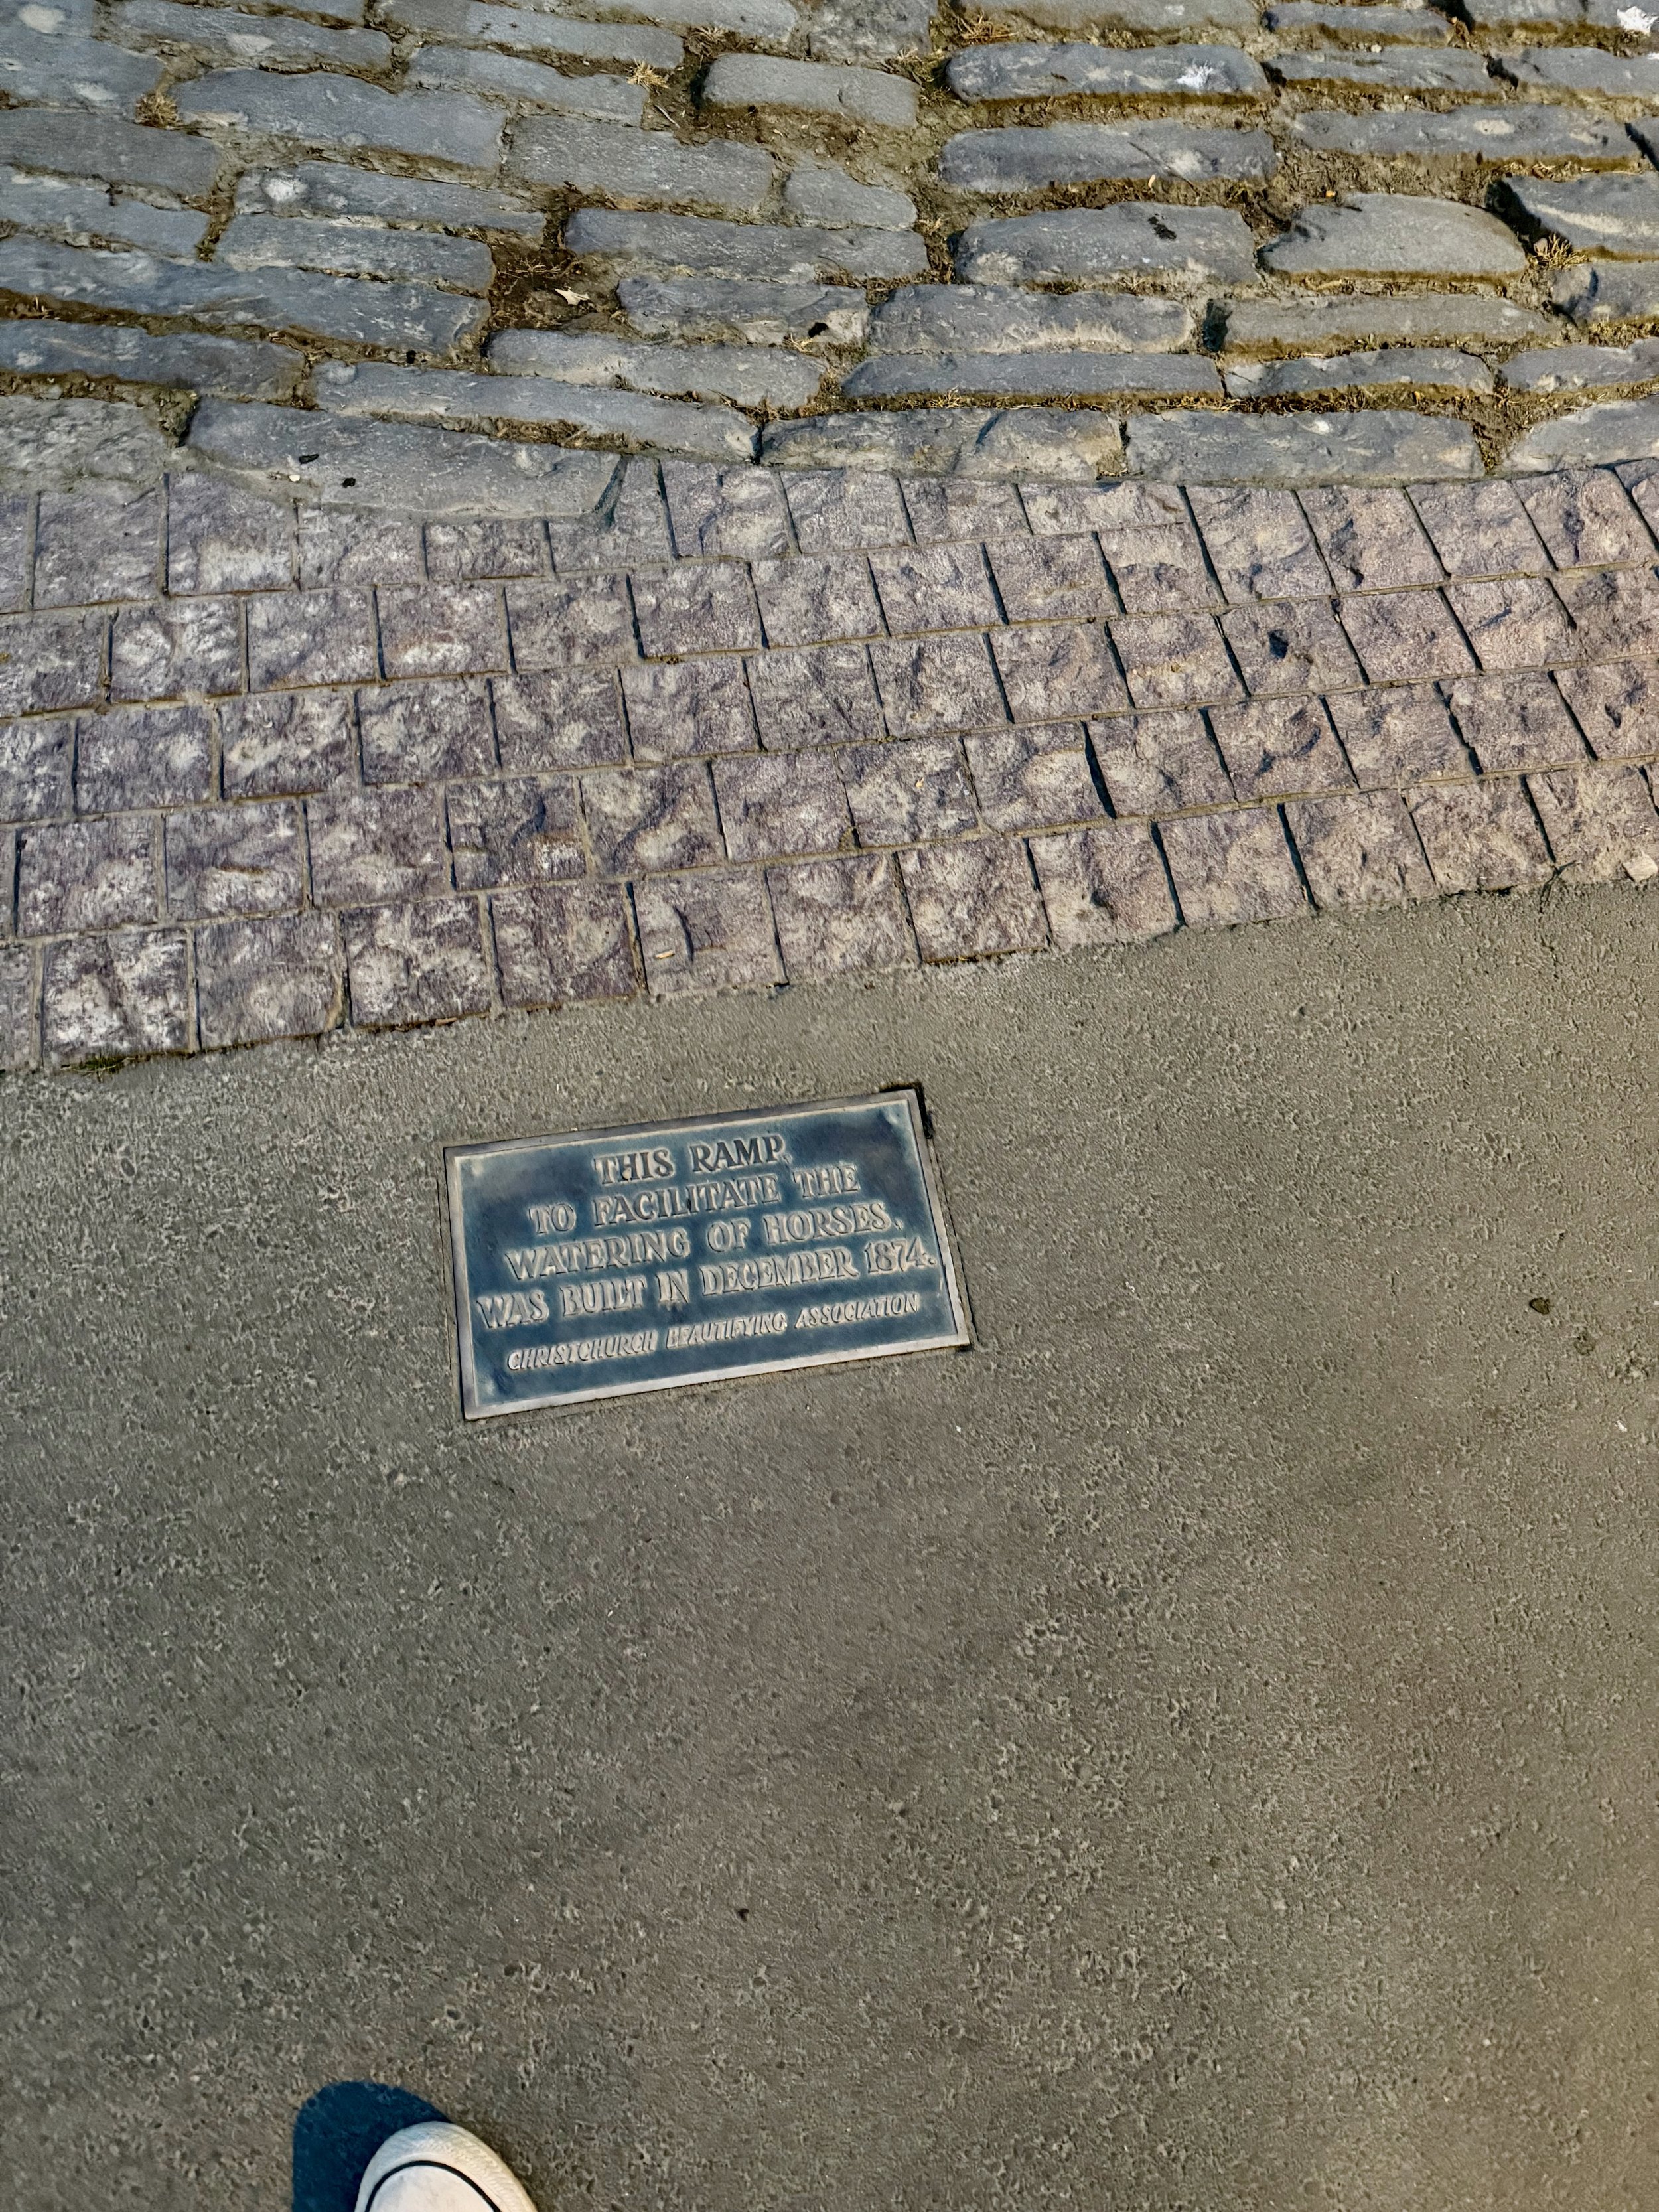 THIS RAMP,
TO FACILITATE THE
WATERING OF HORSES,
WAS BUILT IN DECEMBER 1874.
CHRISTCHURCH BEAUTIFYING ASSOCIATION